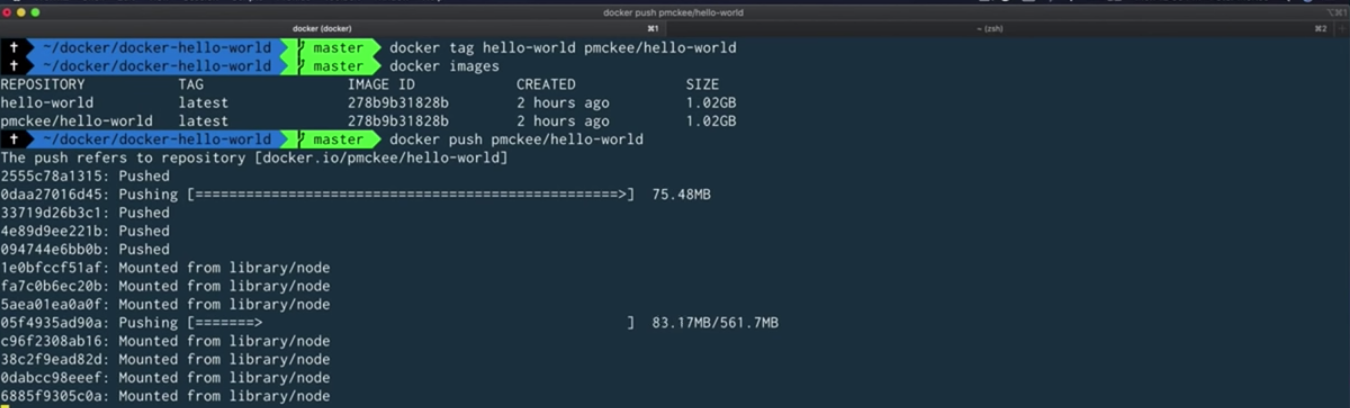 docker push pmckee/hello-world
⌥⌘1
docker (docker) ⌘1 ~ (zsh) ⌘2 +
✝ ~/docker/docker-hello-world master docker tag hello-world pmckee/hello-world
✝ ~/docker/docker-hello-world master docker images
REPOSITORY TAG IMAGE ID CREATED SIZE
hello-world latest 278b9b31828b 2 hours ago 1.02GB
pmckee/hello-world latest 278b9b31828b 2 hours ago 1.02GB
✝ ~/docker/docker-hello-world master docker push pmckee/hello-world
The push refers to repository [docker.io/pmckee/hello-world]
2555c78a1315: Pushed
0daa27016d45: Pushing [==================================================>] 75.48MB
33719d26b3c1: Pushed
4e89d9ee221b: Pushed
094744e6bb0b: Pushed
1e0bfccf51af: Mounted from library/node
fa7c0b6ec20b: Mounted from library/node
5aea01ea0a0f: Mounted from library/node
05f4935ad90a: Pushing [=======> ] 83.17MB/561.7MB
c96f2308ab16: Mounted from library/node
38c2f9ead82d: Mounted from library/node
0dabcc98eeef: Mounted from library/node
6885f9305c0a: Mounted from library/node